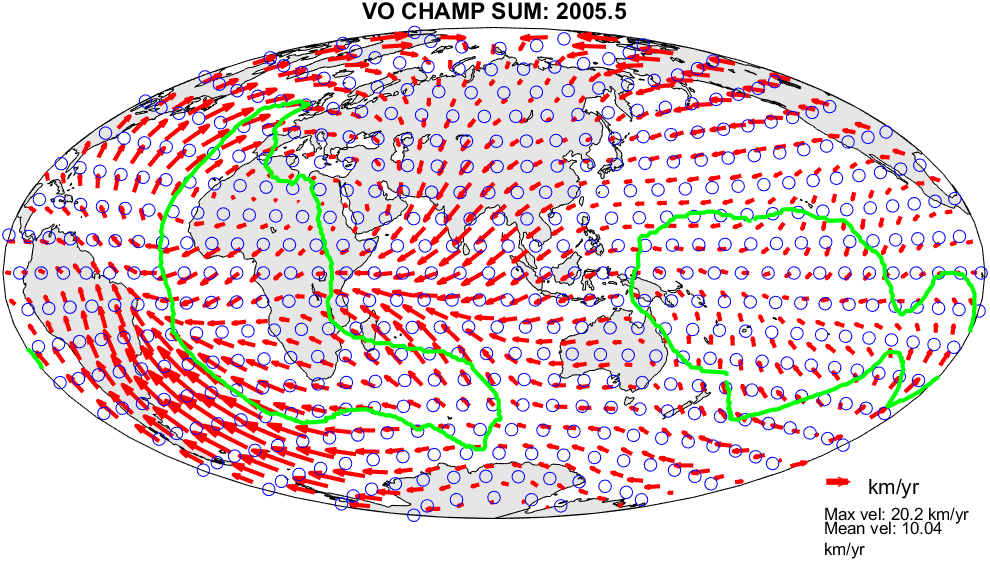 VO CHAMP SUM: 2005.5
km/yr
Max vel: 20.2 km/yr
Mean vel: 10.04
km/yr